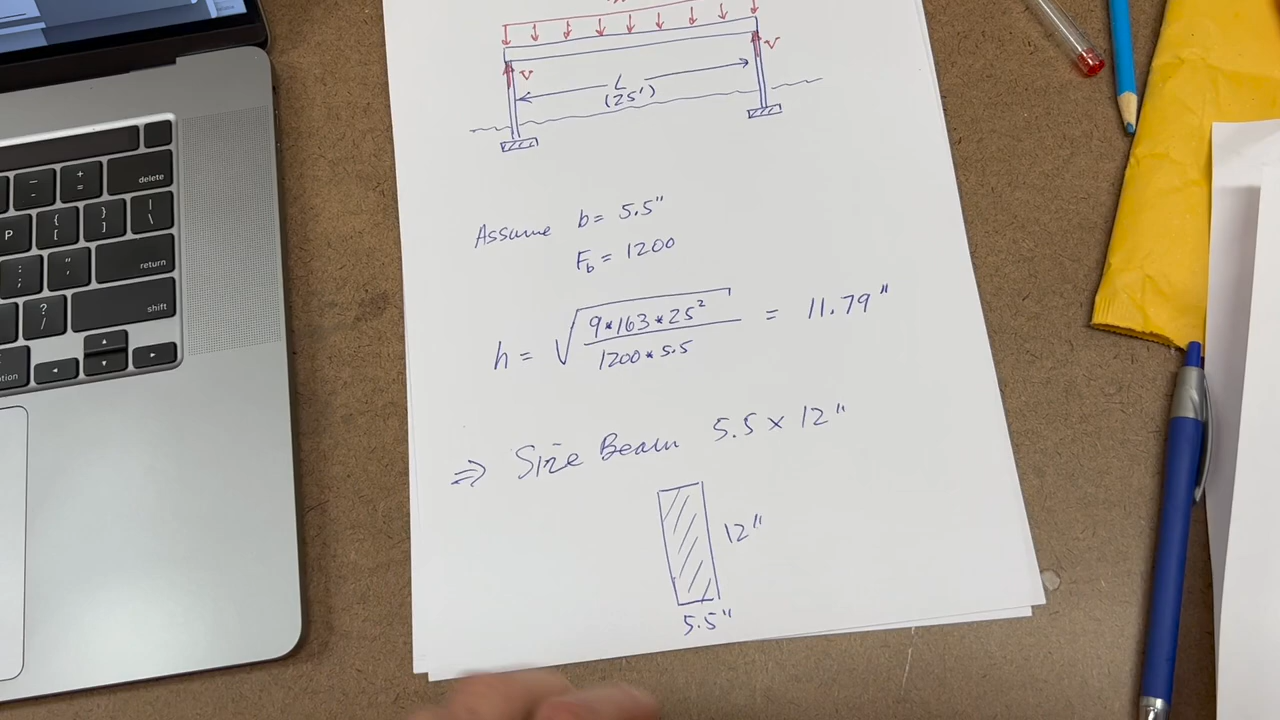 V
V
L
(25')
Assume b = 5.5"
F_b = 1200
h = √(9*163*25² / 1200*5.5) = 11.79"
⇒ Size Beam 5.5 × 12"
12"
5.5"
delete
return
shift
P
{
[
}
]
|
\
+
=
—
-
:
;
"
'
?
/
option